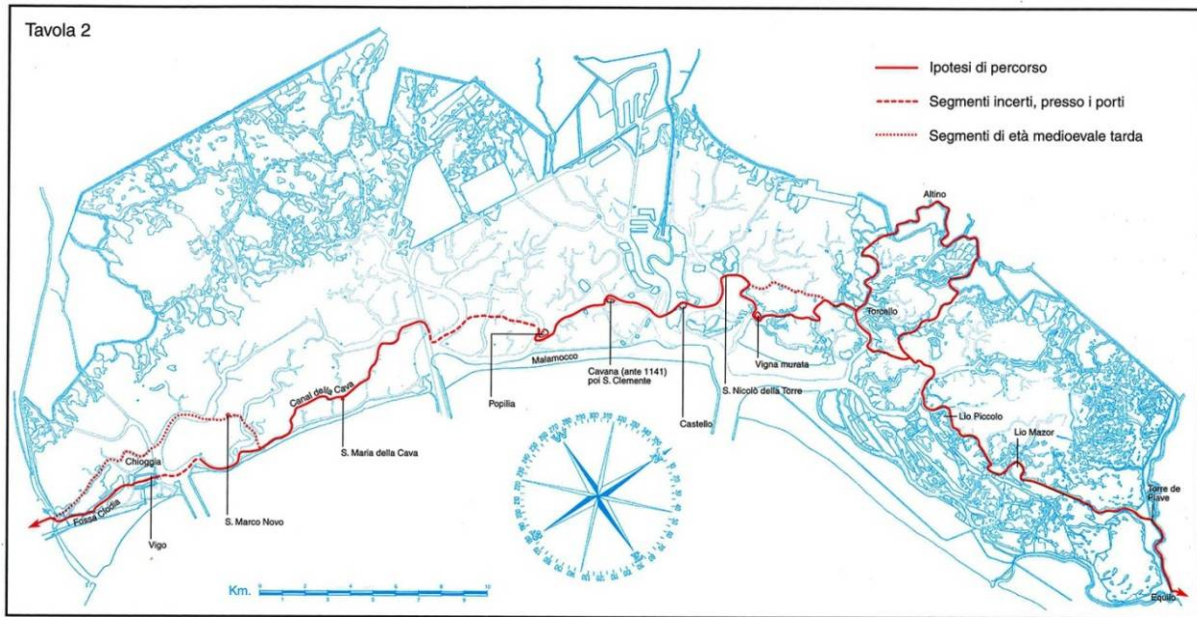 Tavola 2
Ipotesi di percorso
Segmenti incerti, presso i porti
Segmenti di età medioevale tarda
Altino
Torcello
Vigna murata
S. Nicolò della Torre
Castello
Cavana (ante 1141)
poi S. Clemente
Malamocco
Popilia
Canal della Cava
S. Maria della Cava
Chioggia
S. Marco Novo
Fossa Clodia
Vigo
Lio Piccolo
Lio Mazor
Torre de
Piave
Equilo
Km.
0
10